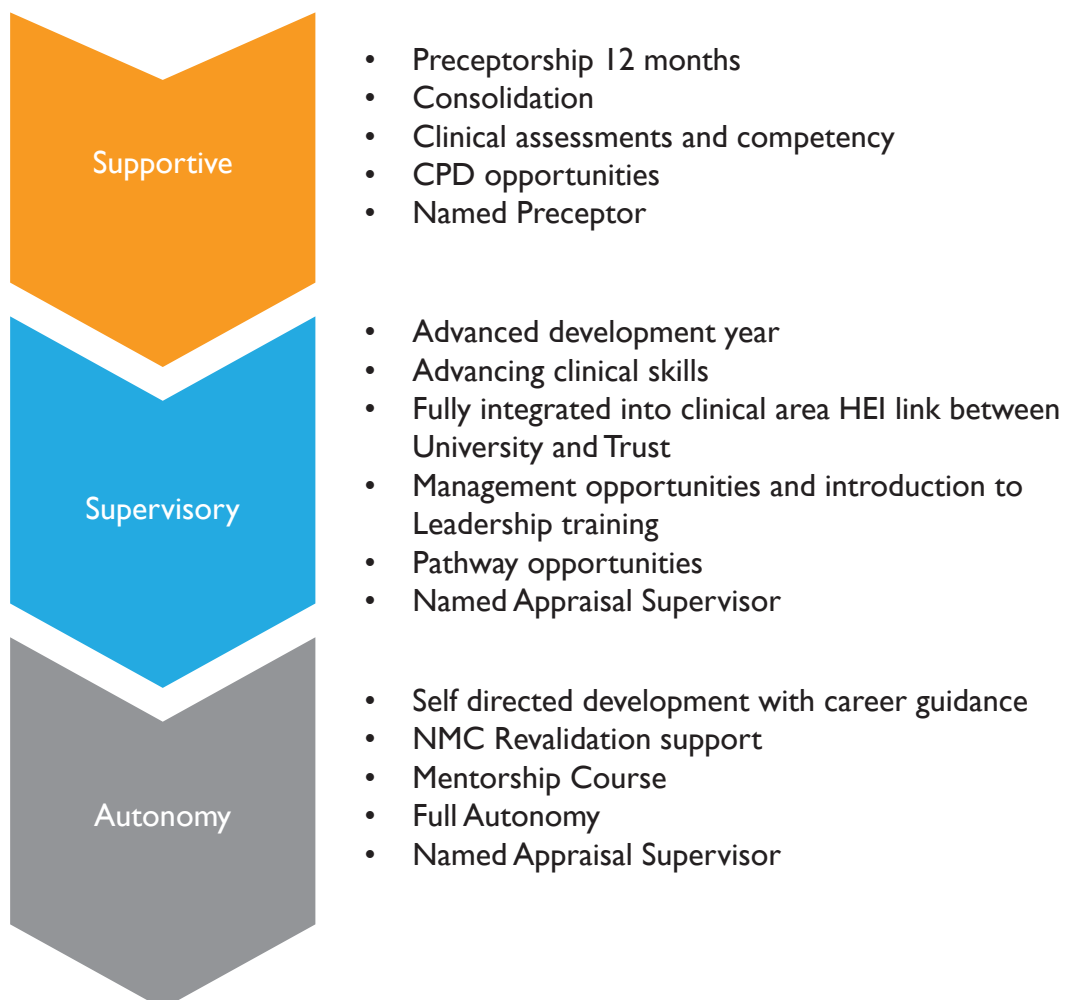 Supportive
• Preceptorship 12 months
• Consolidation
• Clinical assessments and competency
• CPD opportunities
• Named Preceptor
Supervisory
• Advanced development year
• Advancing clinical skills
• Fully integrated into clinical area HEI link between
University and Trust
• Management opportunities and introduction to
Leadership training
• Pathway opportunities
• Named Appraisal Supervisor
Autonomy
• Self directed development with career guidance
• NMC Revalidation support
• Mentorship Course
• Full Autonomy
• Named Appraisal Supervisor